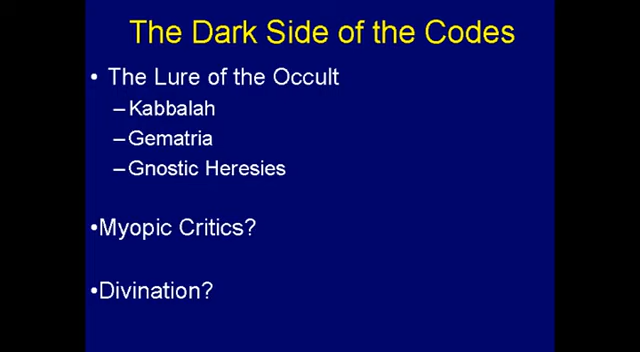 The Dark Side of the Codes
• The Lure of the Occult
–Kabbalah
–Gematria
–Gnostic Heresies
•Myopic Critics?
•Divination?